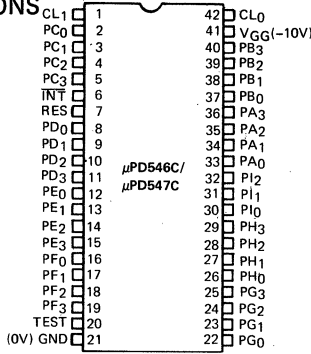 ONS
CL1 1 42 CL0
PC0 2 41 VGG(−10V)
PC1 3 40 PB3
PC2 4 39 PB2
PC3 5 38 PB1
INT 6 37 PB0
RES 7 36 PA3
PD0 8 35 PA2
PD1 9 34 PA1
PD2 10 33 PA0
PD3 11 μPD546C/ 32 PI2
PE0 12 μPD547C 31 PI1
PE1 13 30 PI0
PE2 14 29 PH3
PE3 15 28 PH2
PF0 16 27 PH1
PF1 17 26 PH0
PF2 18 25 PG3
PF3 19 24 PG2
TEST 20 23 PG1
(0V) GND 21 22 PG0